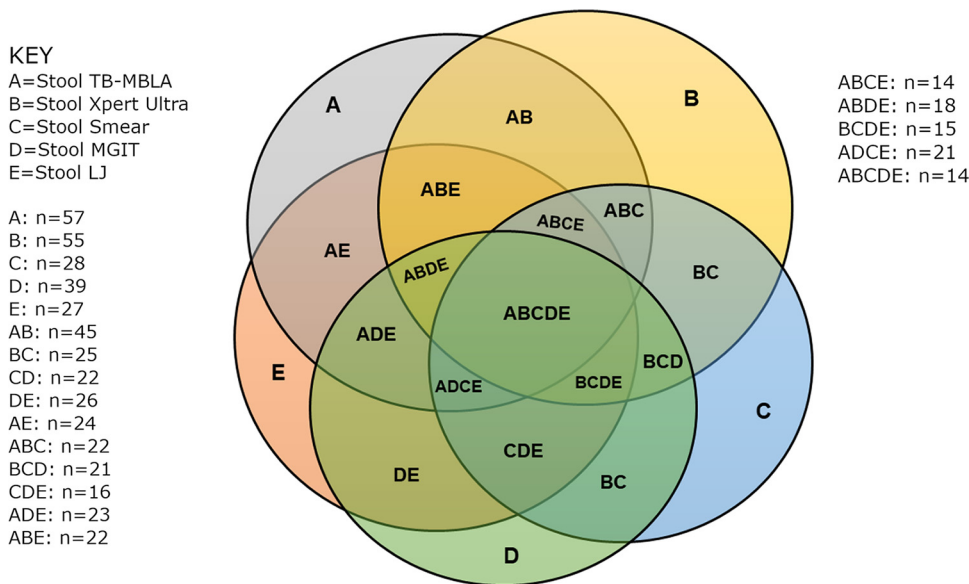 KEY
A=Stool TB-MBLA
B=Stool Xpert Ultra
C=Stool Smear
D=Stool MGIT
E=Stool LJ
A: n=57
B: n=55
C: n=28
D: n=39
E: n=27
AB: n=45
BC: n=25
CD: n=22
DE: n=26
AE: n=24
ABC: n=22
BCD: n=21
CDE: n=16
ADE: n=23
ABE: n=22
A
B
AB
ABE
ABCE
ABC
AE
ABDE
BC
ABCDE
ADE
BCD
E
ADCE
BCDE
C
CDE
DE
BC
D
ABCE: n=14
ABDE: n=18
BCDE: n=15
ADCE: n=21
ABCDE: n=14